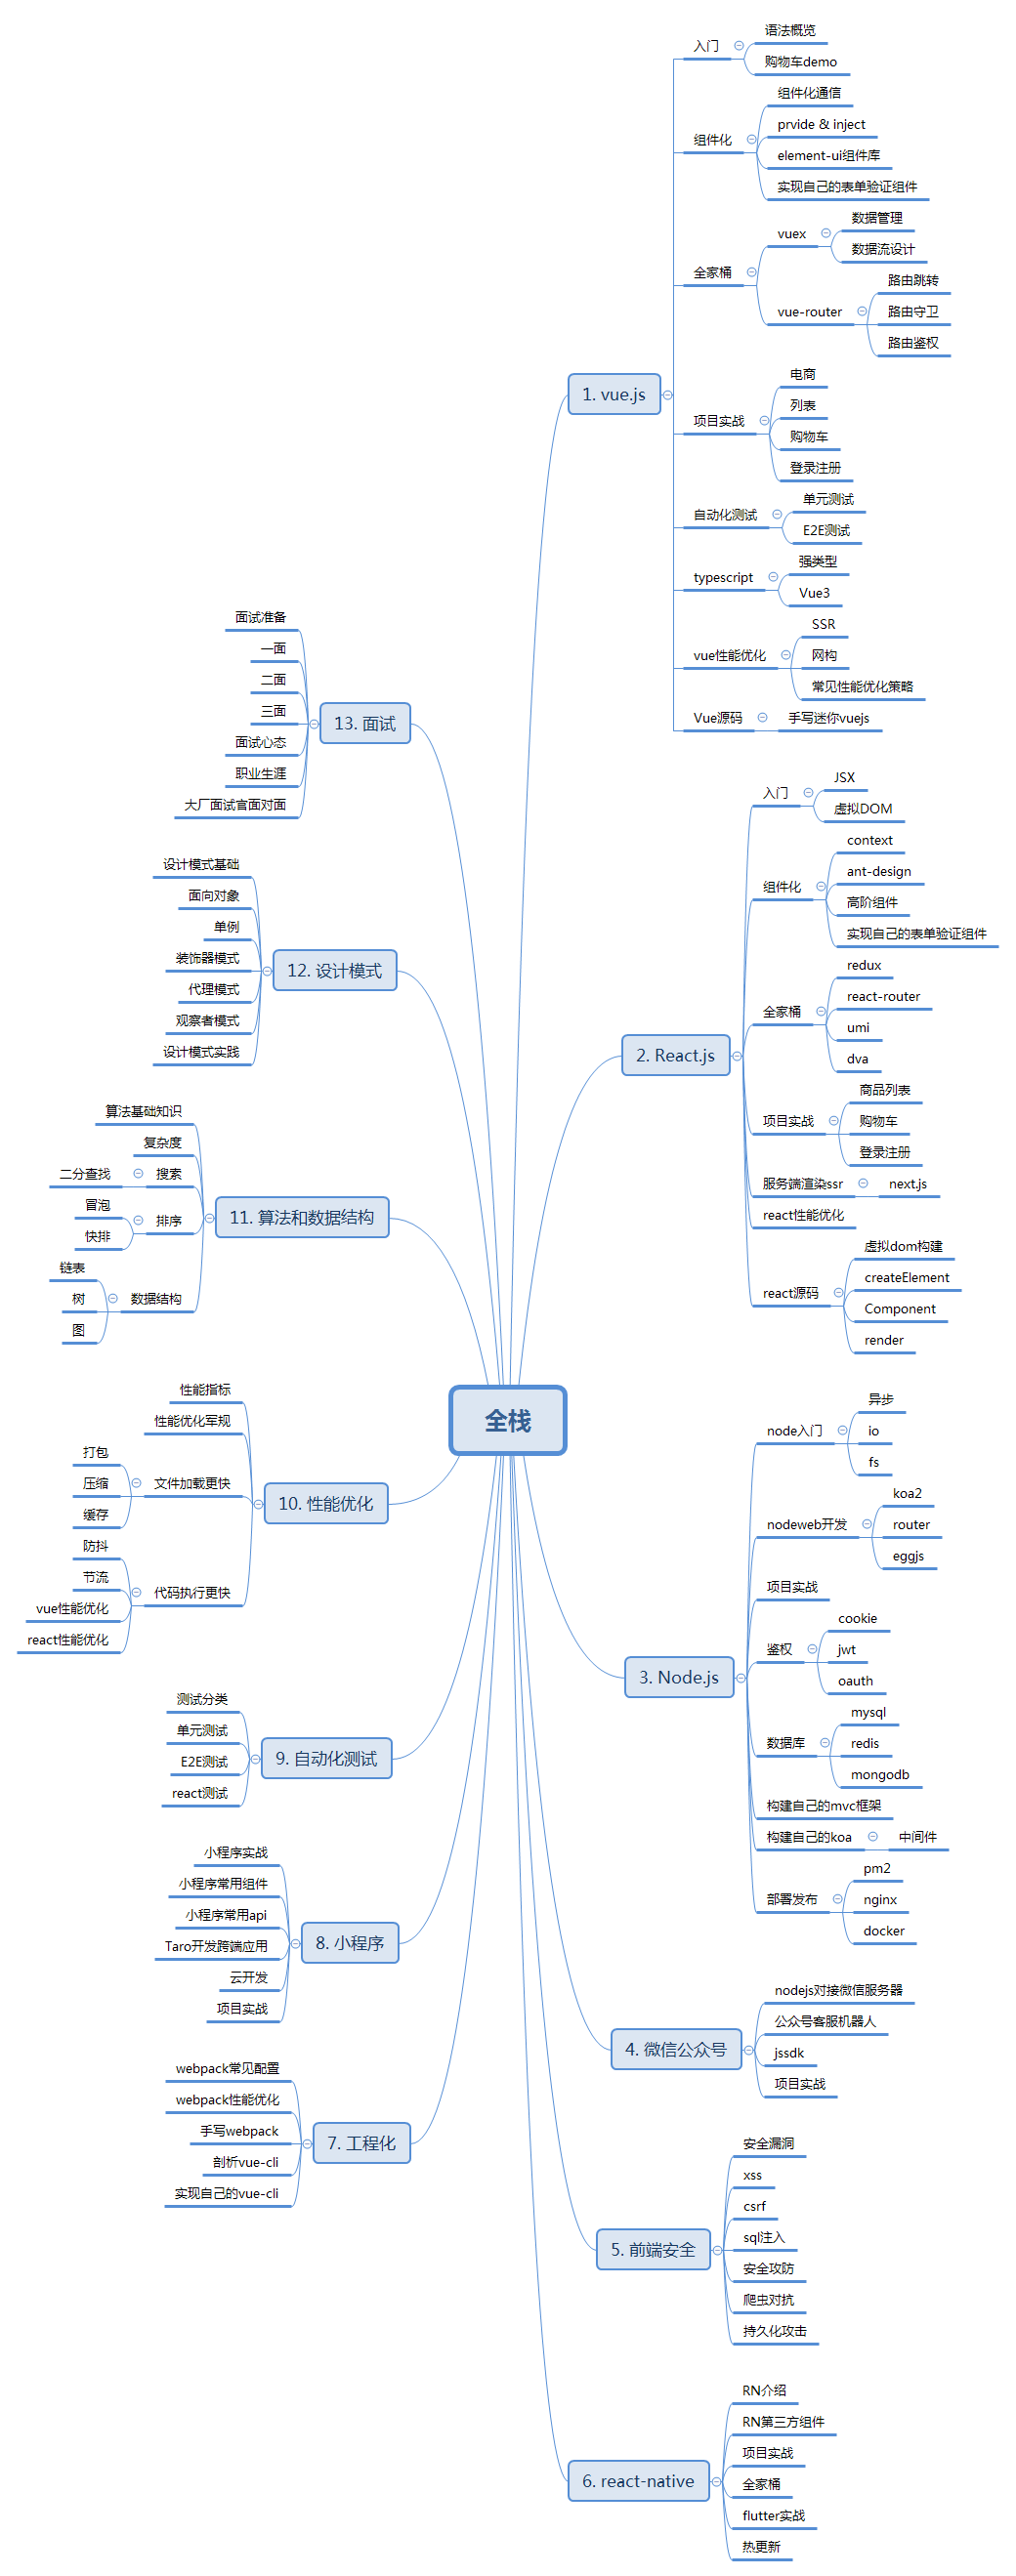 全栈
1. vue.js
入门
语法概览
购物车demo
组件化
组件化通信
prvide & inject
element-ui组件库
实现自己的表单验证组件
全家桶
vuex
数据管理
数据流设计
vue-router
路由跳转
路由守卫
路由鉴权
项目实战
电商
列表
购物车
登录注册
自动化测试
单元测试
E2E测试
typescript
强类型
Vue3
vue性能优化
SSR
网构
常见性能优化策略
Vue源码
手写迷你vuejs
2. React.js
入门
JSX
虚拟DOM
组件化
context
ant-design
高阶组件
实现自己的表单验证组件
全家桶
redux
react-router
umi
dva
项目实战
商品列表
购物车
登录注册
服务端渲染ssr
next.js
react性能优化
react源码
虚拟dom构建
createElement
Component
render
3. Node.js
node入门
异步
io
fs
nodeweb开发
koa2
router
eggjs
项目实战
鉴权
cookie
jwt
oauth
数据库
mysql
redis
mongodb
构建自己的mvc框架
构建自己的koa
中间件
部署发布
pm2
nginx
docker
4. 微信公众号
nodejs对接微信服务器
公众号客服机器人
jssdk
项目实战
5. 前端安全
安全漏洞
xss
csrf
sql注入
安全攻防
爬虫对抗
持久化攻击
6. react-native
RN介绍
RN第三方组件
项目实战
全家桶
flutter实战
热更新
7. 工程化
webpack常见配置
webpack性能优化
手写webpack
剖析vue-cli
实现自己的vue-cli
8. 小程序
小程序实战
小程序常用组件
小程序常用api
Taro开发跨端应用
云开发
项目实战
9. 自动化测试
测试分类
单元测试
E2E测试
react测试
10. 性能优化
性能指标
性能优化军规
文件加载更快
打包
压缩
缓存
代码执行更快
防抖
节流
vue性能优化
react性能优化
11. 算法和数据结构
算法基础知识
复杂度
搜索
二分查找
排序
冒泡
快排
数据结构
链表
树
图
12. 设计模式
设计模式基础
面向对象
单例
装饰器模式
代理模式
观察者模式
设计模式实践
13. 面试
面试准备
一面
二面
三面
面试心态
职业生涯
大厂面试官面对面